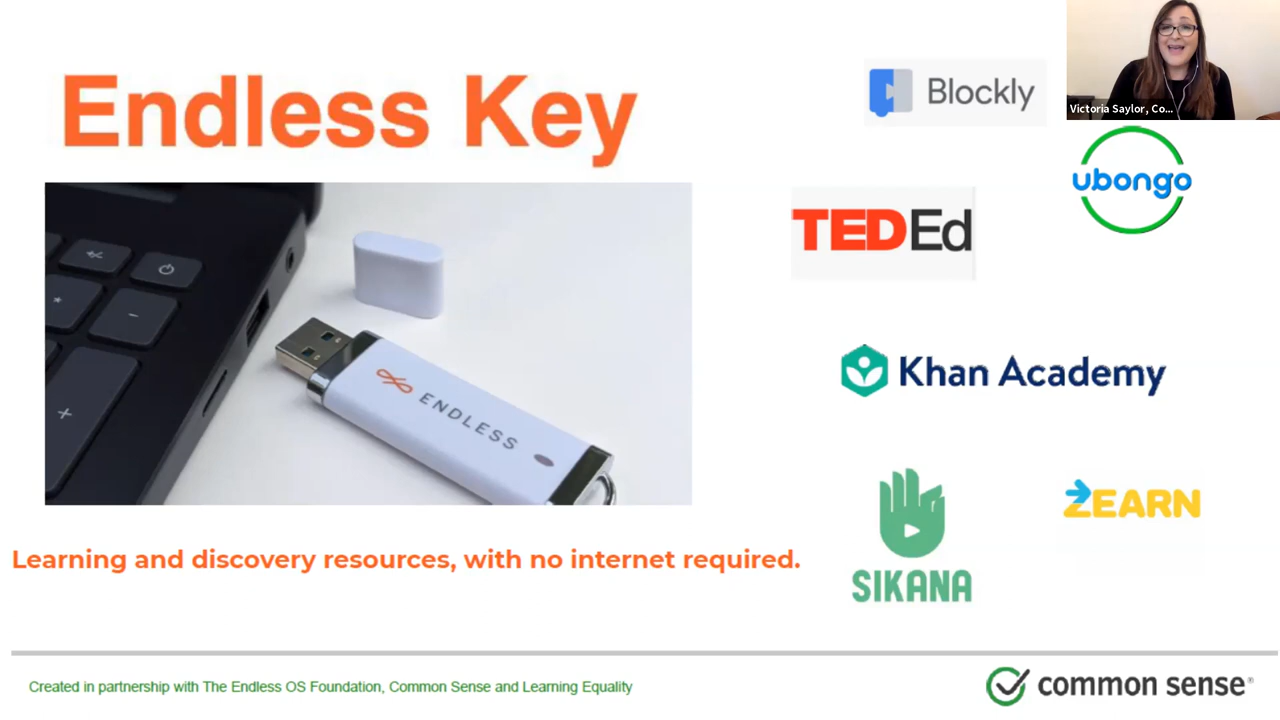 Endless Key
Blockly
Victoria Saylor, Co...
ubongo
TEDEd
ENDLESS
Khan Academy
ZEARN
SIKANA
Learning and discovery resources, with no internet required.
Created in partnership with The Endless OS Foundation, Common Sense and Learning Equality
common sense®